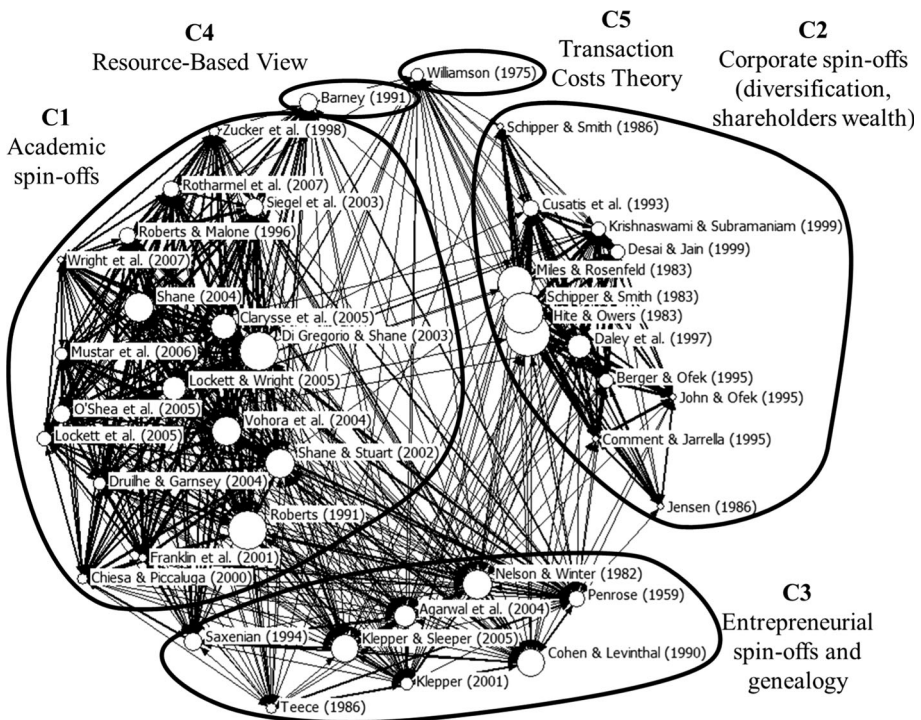 C4
Resource-Based View
C5
Transaction
Costs Theory
C2
Corporate spin-offs
(diversification,
shareholders wealth)
C1
Academic
spin-offs
Williamson (1975)
Barney (1991)
Zucker et al. (1998)
Schipper & Smith (1986)
Rotharmel et al. (2007)
Siegel et al. (2003)
Cusatis et al. (1993)
Roberts & Malone (1996)
Krishnaswami & Subramaniam (1999)
Desai & Jain (1999)
Wright et al. (2007)
Miles & Rosenfeld (1983)
Shane (2004)
Schipper & Smith (1983)
Clarysse et al. (2005)
Hite & Owers (1983)
Di Gregorio & Shane (2003)
Daley et al. (1997)
Mustar et al. (2006)
Lockett & Wright (2005)
Berger & Ofek (1995)
John & Ofek (1995)
O'Shea et al. (2005)
Vohora et al. (2004)
Lockett et al. (2005)
Comment & Jarrella (1995)
Shane & Stuart (2002)
Druilhe & Garnsey (2004)
Jensen (1986)
Roberts (1991)
Franklin et al. (2001)
Chiesa & Piccaluga (2000)
Nelson & Winter (1982)
Penrose (1959)
Agarwal et al. (2004)
Saxenian (1994)
Klepper & Sleeper (2005)
Cohen & Levinthal (1990)
Klepper (2001)
Teece (1986)
C3
Entrepreneurial
spin-offs and
genealogy